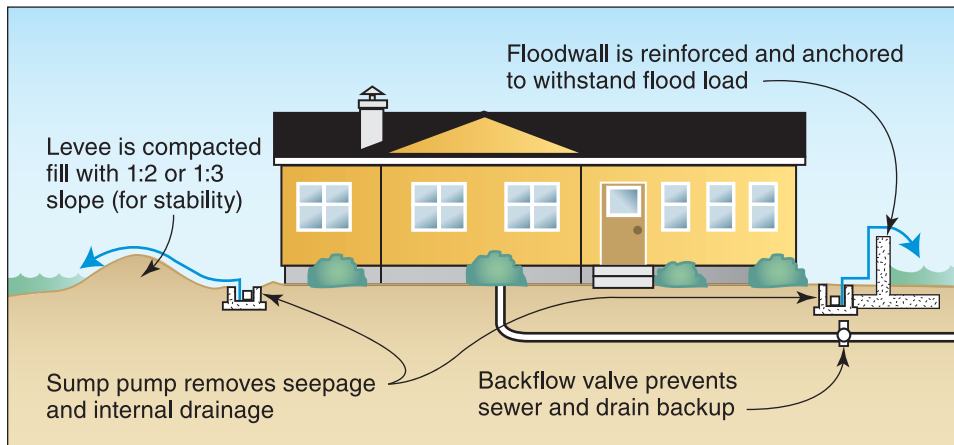 Floodwall is reinforced and anchored
to withstand flood load
Levee is compacted
fill with 1:2 or 1:3
slope (for stability)
Sump pump removes seepage
and internal drainage
Backflow valve prevents
sewer and drain backup